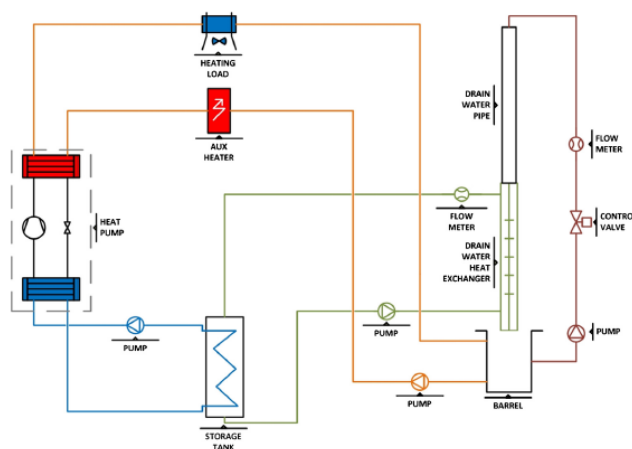 HEATING
LOAD
DRAIN
WATER
PIPE
FLOW
METER
AUX
HEATER
FLOW
METER
CONTRO
VALVE
HEAT
PUMP
DRAIN
WATER
HEAT
EXCHANGER
PUMP
PUMP
PUMP
PUMP
BARREL
STORAGE
TANK